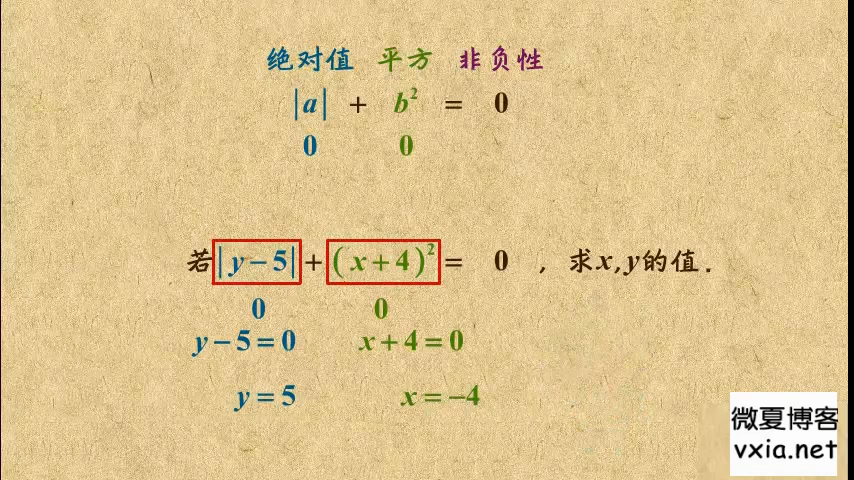 绝对值 平方 非负性
|a| + b² = 0
0 0
若|y−5|+(x+4)²= 0 , 求x,y的值.
0 0
y−5=0 x+4=0
y=5 x=−4
微夏博客
vxia.net